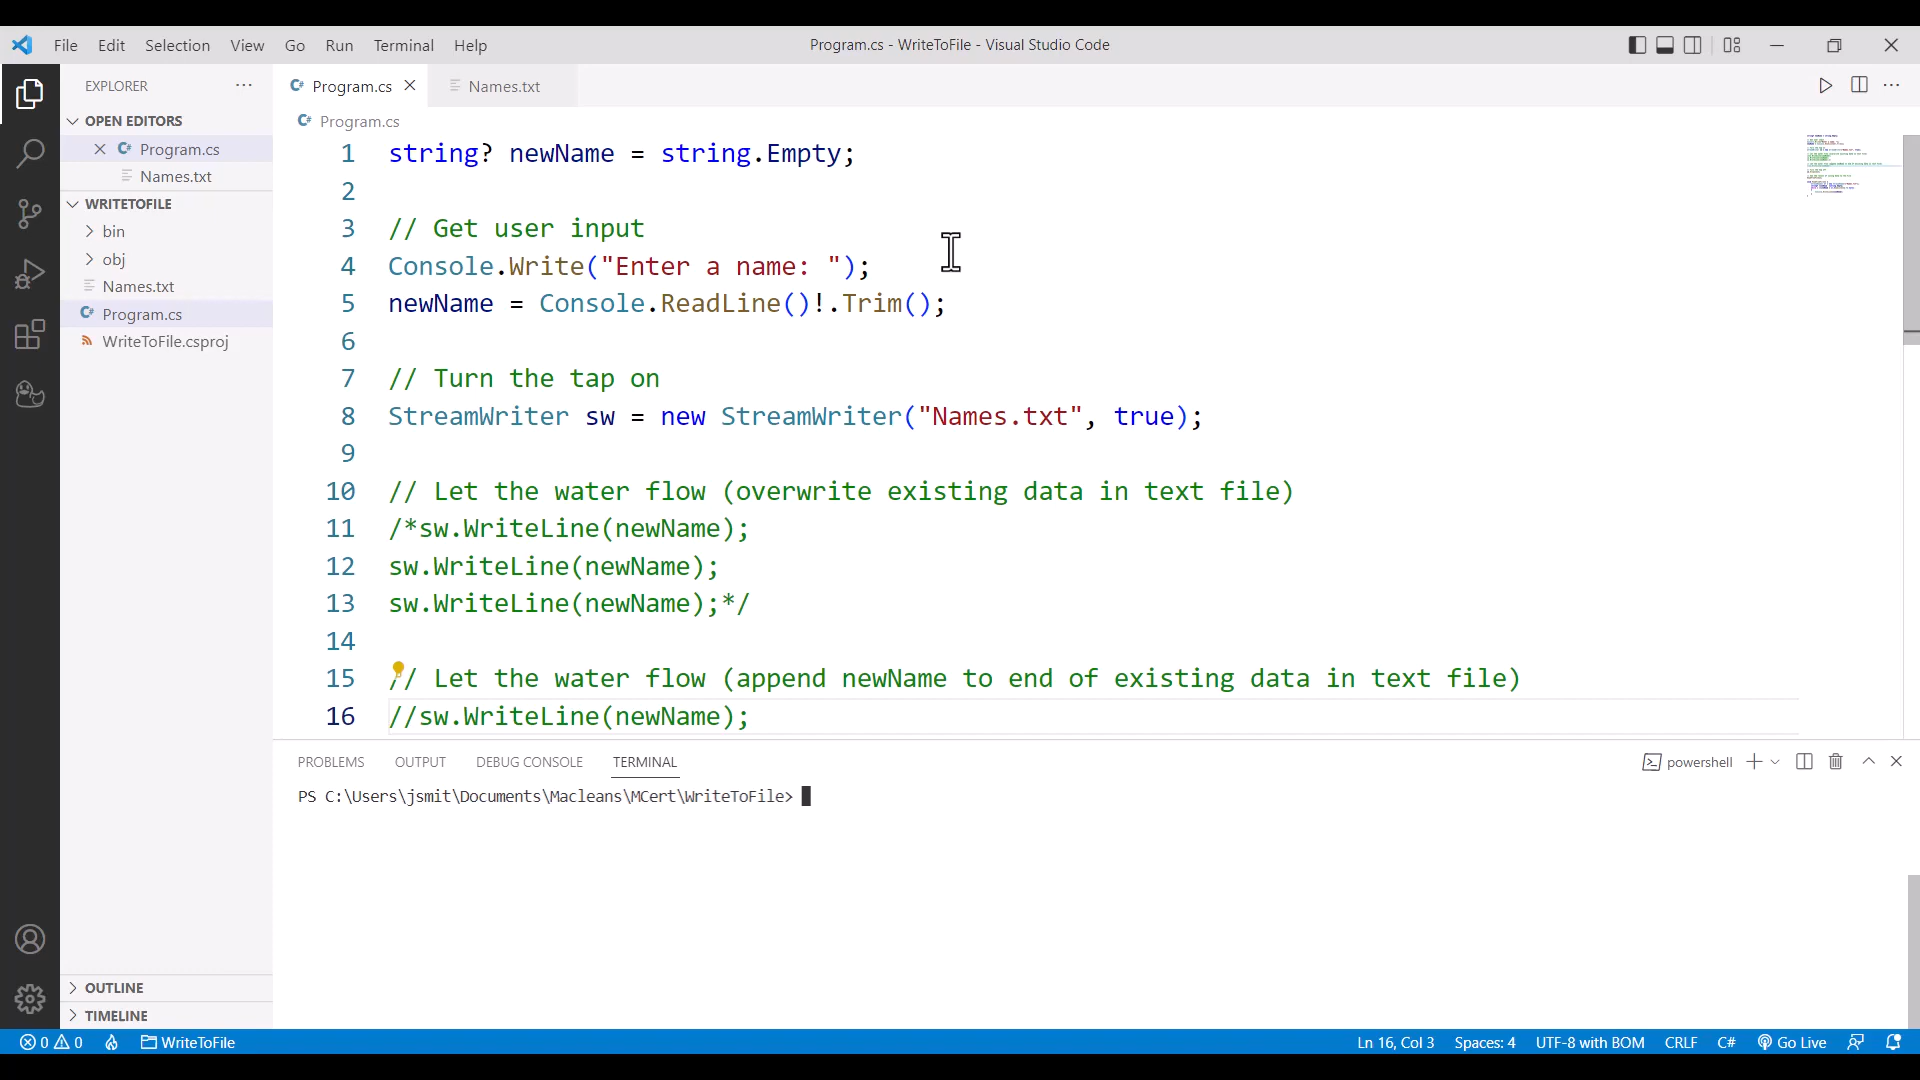 File Edit Selection View Go Run Terminal Help
Program.cs - WriteToFile - Visual Studio Code
EXPLORER
OPEN EDITORS
Program.cs
Names.txt
WRITETOFILE
bin
obj
Names.txt
Program.cs
WriteToFile.csproj
OUTLINE
TIMELINE
Program.cs
Names.txt
Program.cs
1 string? newName = string.Empty;
2
3 // Get user input
4 Console.Write("Enter a name: ");
5 newName = Console.ReadLine()!.Trim();
6
7 // Turn the tap on
8 StreamWriter sw = new StreamWriter("Names.txt", true);
9
10 // Let the water flow (overwrite existing data in text file)
11 /*sw.WriteLine(newName);
12 sw.WriteLine(newName);
13 sw.WriteLine(newName);*/
14
15 // Let the water flow (append newName to end of existing data in text file)
16 //sw.WriteLine(newName);
PROBLEMS OUTPUT DEBUG CONSOLE TERMINAL
powershell
PS C:\Users\jsmit\Documents\Macleans\MCert\WriteToFile>
0 0 WriteToFile
Ln 16, Col 3 Spaces: 4 UTF-8 with BOM CRLF C# Go Live